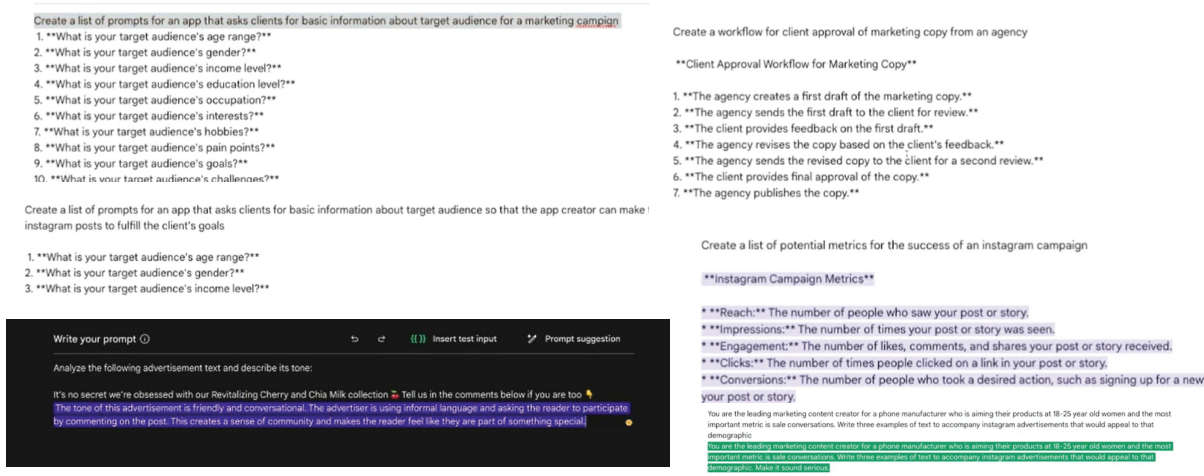 Create a list of prompts for an app that asks clients for basic information about target audience for a marketing campign
1. **What is your target audience's age range?**
2. **What is your target audience's gender?**
3. **What is your target audience's income level?**
4. **What is your target audience's education level?**
5. **What is your target audience's occupation?**
6. **What is your target audience's interests?**
7. **What is your target audience's hobbies?**
8. **What is your target audience's pain points?**
9. **What is your target audience's goals?**
10. **What is your target audience's challenges?**
Create a list of prompts for an app that asks clients for basic information about target audience so that the app creator can make
instagram posts to fulfill the client's goals
1. **What is your target audience's age range?**
2. **What is your target audience's gender?**
3. **What is your target audience's income level?**
Write your prompt
Insert test input
Prompt suggestion
Analyze the following advertisement text and describe its tone:
It's no secret we're obsessed with our Revitalizing Cherry and Chia Milk collection 🍒 Tell us in the comments below if you are too 👇
The tone of this advertisement is friendly and conversational. The advertiser is using informal language and asking the reader to participate
by commenting on the post. This creates a sense of community and makes the reader feel like they are part of something special.
Create a workflow for client approval of marketing copy from an agency
**Client Approval Workflow for Marketing Copy**
1. **The agency creates a first draft of the marketing copy.**
2. **The agency sends the first draft to the client for review.**
3. **The client provides feedback on the first draft.**
4. **The agency revises the copy based on the client's feedback.**
5. **The agency sends the revised copy to the client for a second review.**
6. **The client provides final approval of the copy.**
7. **The agency publishes the copy.**
Create a list of potential metrics for the success of an instagram campaign
**Instagram Campaign Metrics**
* **Reach:** The number of people who saw your post or story.
* **Impressions:** The number of times your post or story was seen.
* **Engagement:** The number of likes, comments, and shares your post or story received.
* **Clicks:** The number of times people clicked on a link in your post or story.
* **Conversions:** The number of people who took a desired action, such as signing up for a new
your post or story.
You are the leading marketing content creator for a phone manufacturer who is aiming their products at 18-25 year old women and the most
important metric is sale conversations. Write three examples of text to accompany instagram advertisements that would appeal to that
demographic
You are the leading marketing content creator for a phone manufacturer who is aiming their products at 18-25 year old women and the most
important metric is sale conversations. Write three examples of text to accompany instagram advertisements that would appeal to that
demographic. Make it sound serious.